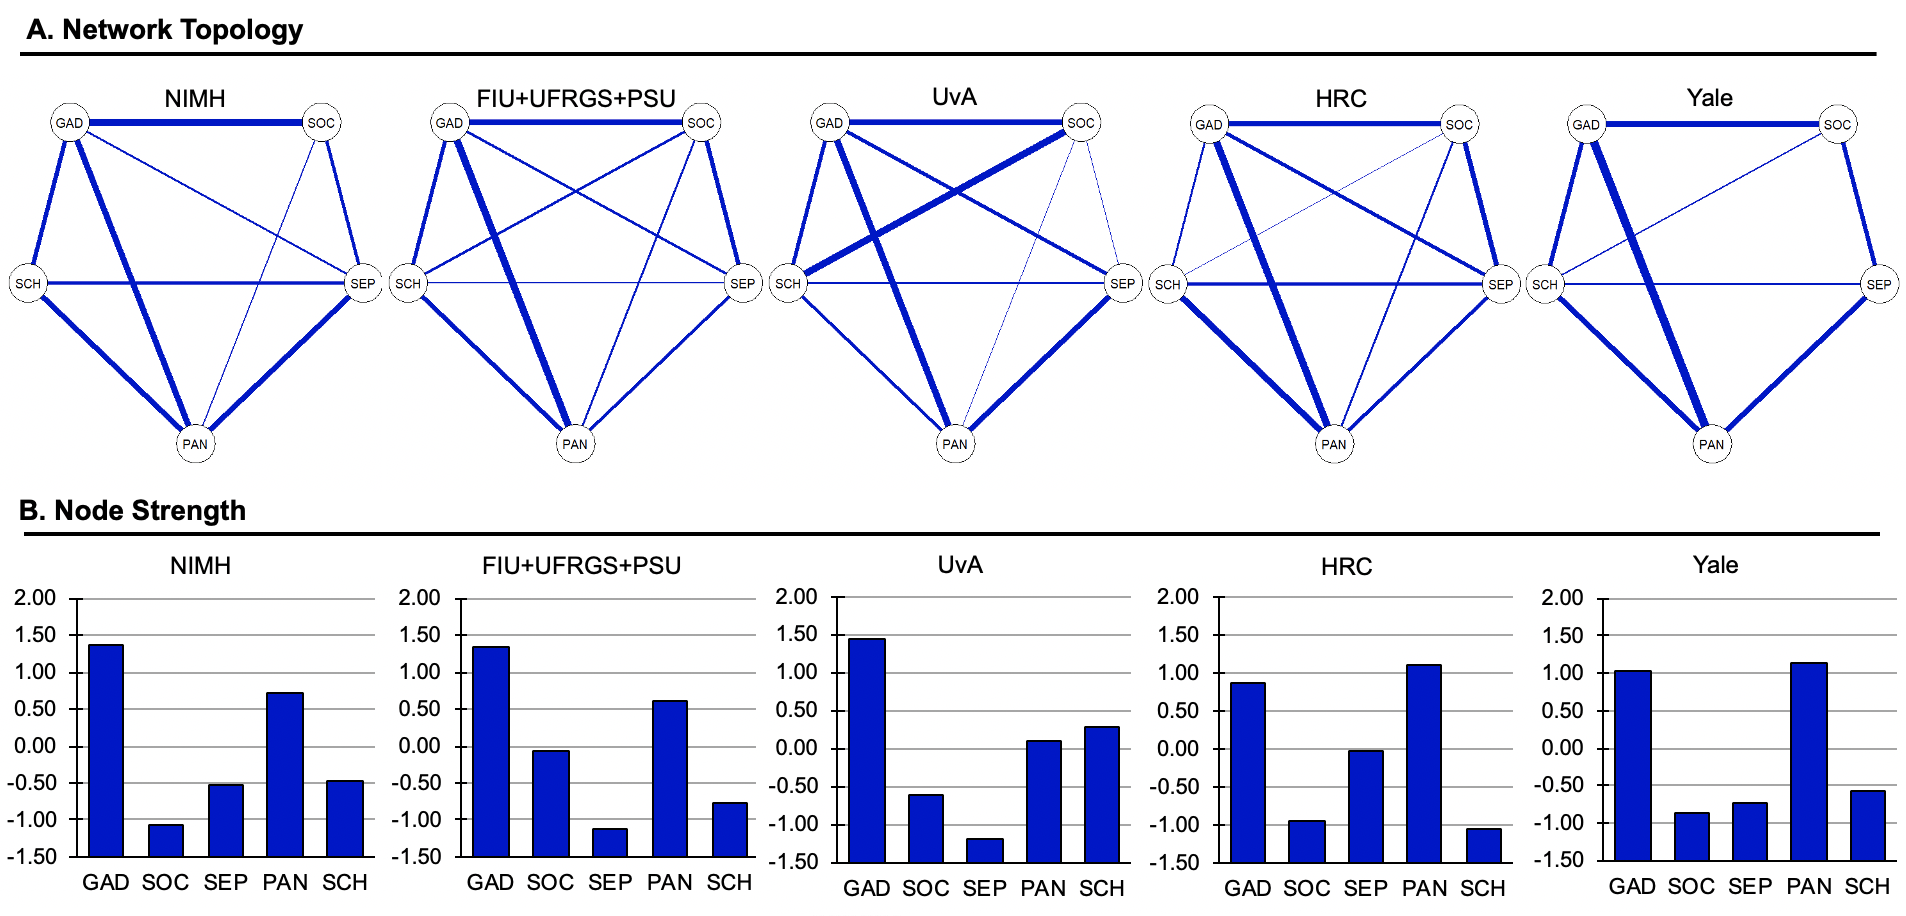 A. Network Topology
NIMH
FIU+UFRGS+PSU
UvA
HRC
Yale
GAD SOC GAD SOC GAD SOC GAD SOC GAD SOC
SCH SEP SCH SEP SCH SEP SCH SEP SCH SEP
PAN PAN PAN PAN PAN
B. Node Strength
NIMH
2.00
1.50
1.00
0.50
0.00
-0.50
-1.00
-1.50
GAD SOC SEP PAN SCH
FIU+UFRGS+PSU
2.00
1.50
1.00
0.50
0.00
-0.50
-1.00
-1.50
GAD SOC SEP PAN SCH
UvA
2.00
1.50
1.00
0.50
0.00
-0.50
-1.00
-1.50
GAD SOC SEP PAN SCH
HRC
2.00
1.50
1.00
0.50
0.00
-0.50
-1.00
-1.50
GAD SOC SEP PAN SCH
Yale
2.00
1.50
1.00
0.50
0.00
-0.50
-1.00
-1.50
GAD SOC SEP PAN SCH